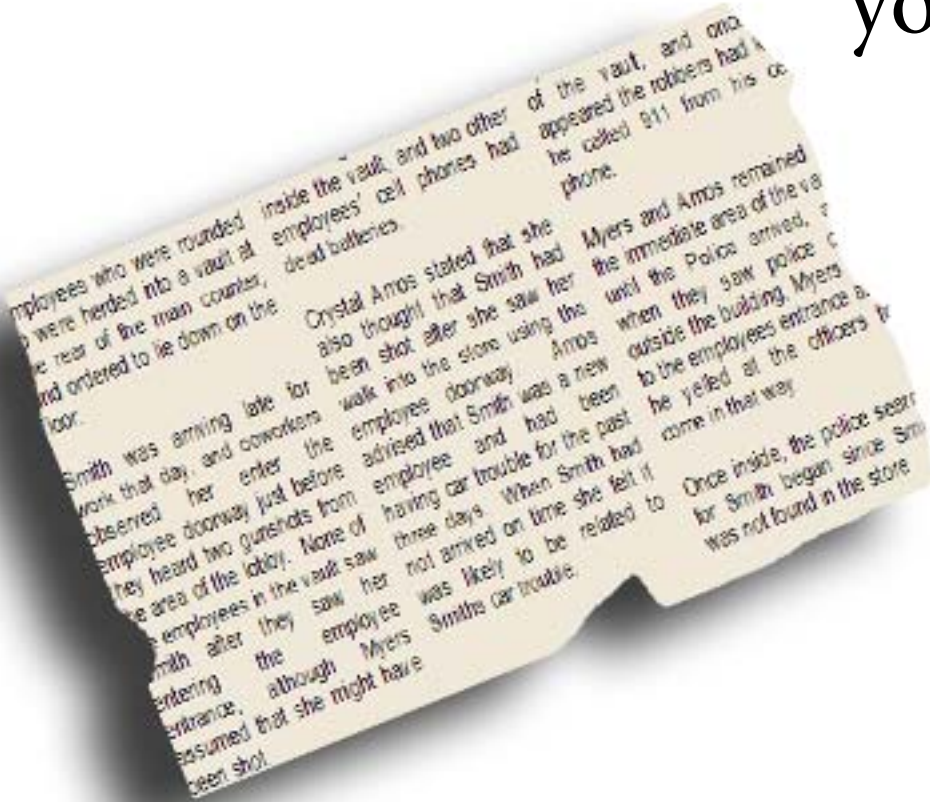 yo
mployees who were rounded
were herded into a vault at
e rear of the main counter,
nd ordered to lie down on the
loor.
Smith was arriving late for
work that day, and coworkers
observed her enter the
employee doorway just before
they heard two gunshots from
e area of the lobby. None of
e employees in the vault saw
mith after they saw her
entering the employee
entrance, although Myers
assumed that she might have
been shot
inside the vault, and two other
employees' cell phones had
dead batteries.
Crystal Amos stated that she
also thought that Smith had
been shot after she saw her
walk into the store using the
employee doorway. Amos
advised that Smith was a new
employee and had been
having car trouble for the past
three days. When Smith had
not arrived on time she felt it
was likely to be related to
Smiths car trouble.
of the vault, and once
appeared the robbers had
he called 911 from his ce
phone.
Myers and Amos remained
the immediate area of the va
until the Police arrived,
when they saw police
outside the building, Myers
to the employees entrance a
he yelled at the officers
come in that way.
Once inside, the police sear
for Smith began since Smi
was not found in the store